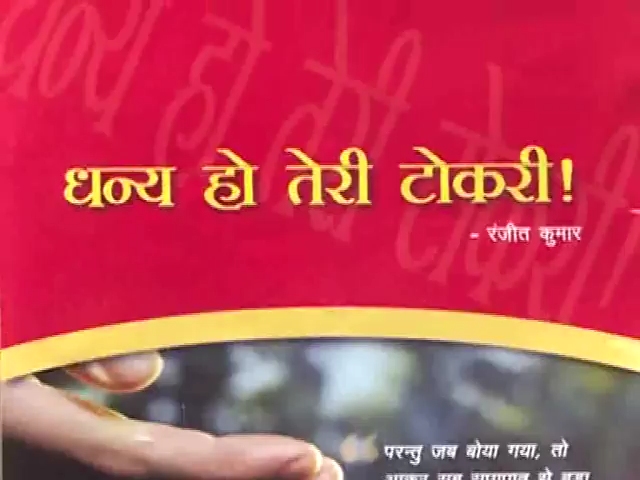 धन्य हो तेरी टोकरी!
- रंजीत कुमार
परन्तु जब बोया गया, तो